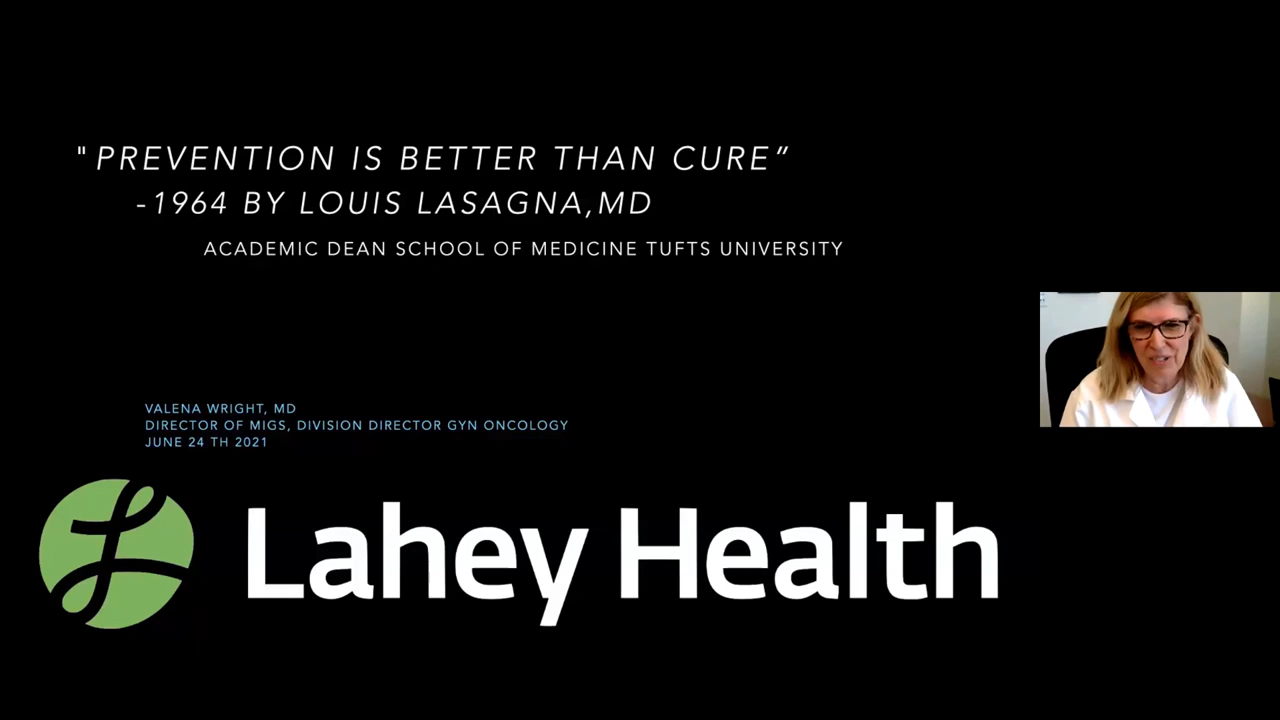 "PREVENTION IS BETTER THAN CURE”
-1964 BY LOUIS LASAGNA,MD
ACADEMIC DEAN SCHOOL OF MEDICINE TUFTS UNIVERSITY
VALENA WRIGHT, MD
DIRECTOR OF MIGS, DIVISION DIRECTOR GYN ONCOLOGY
JUNE 24 TH 2021
Lahey Health